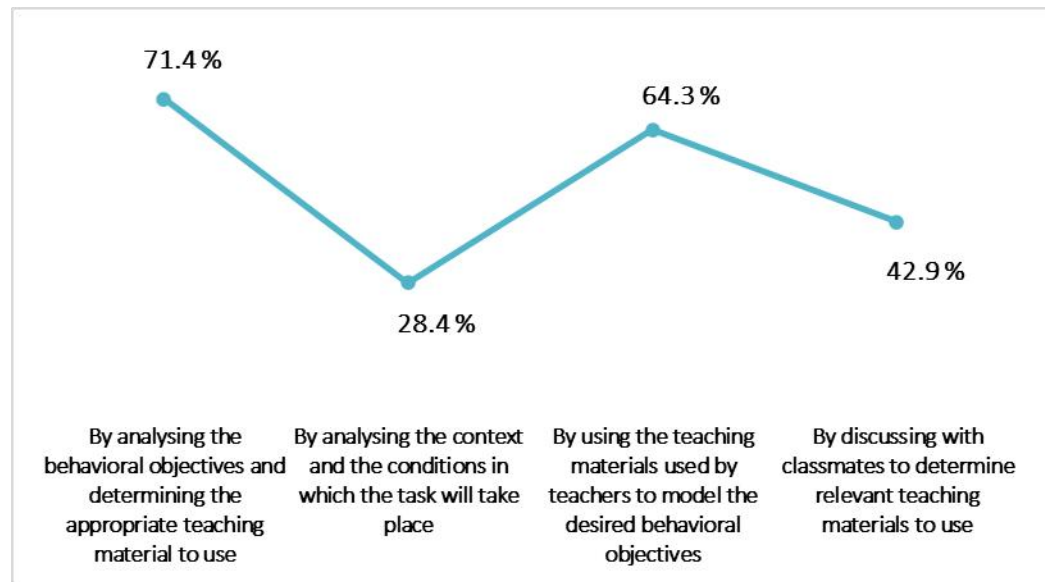 71.4 %
64.3 %
28.4 %
42.9 %
By analysing the
behavioral objectives and
determining the
appropriate teaching
material to use
By analysing the context
and the conditions in
which the task will take
place
By using the teaching
materials used by
teachers to model the
desired behavioral
objectives
By discussing with
classmates to determine
relevant teaching
materials to use